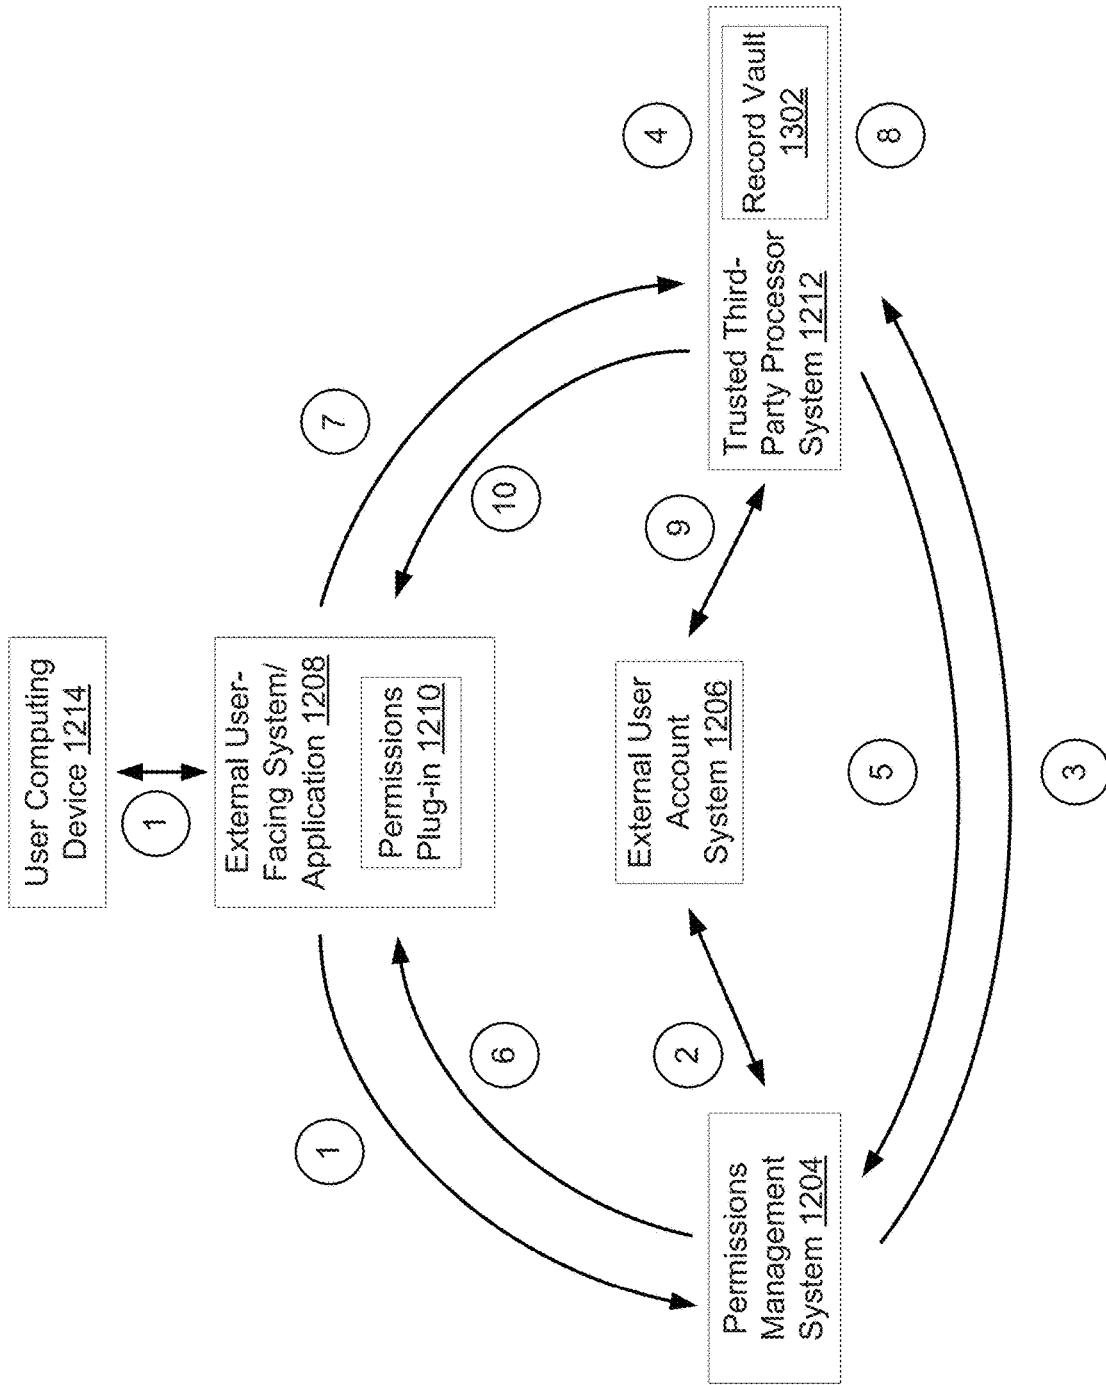 User Computing
Device 1214
1
External User-
Facing System/
Application 1208
Permissions
Plug-in 1210
1
7
6
10
External User
Account
System 1206
2
9
Permissions
Management
System 1204
4
Trusted Third-
Party Processor
System 1212
Record Vault
1302
8
5
3